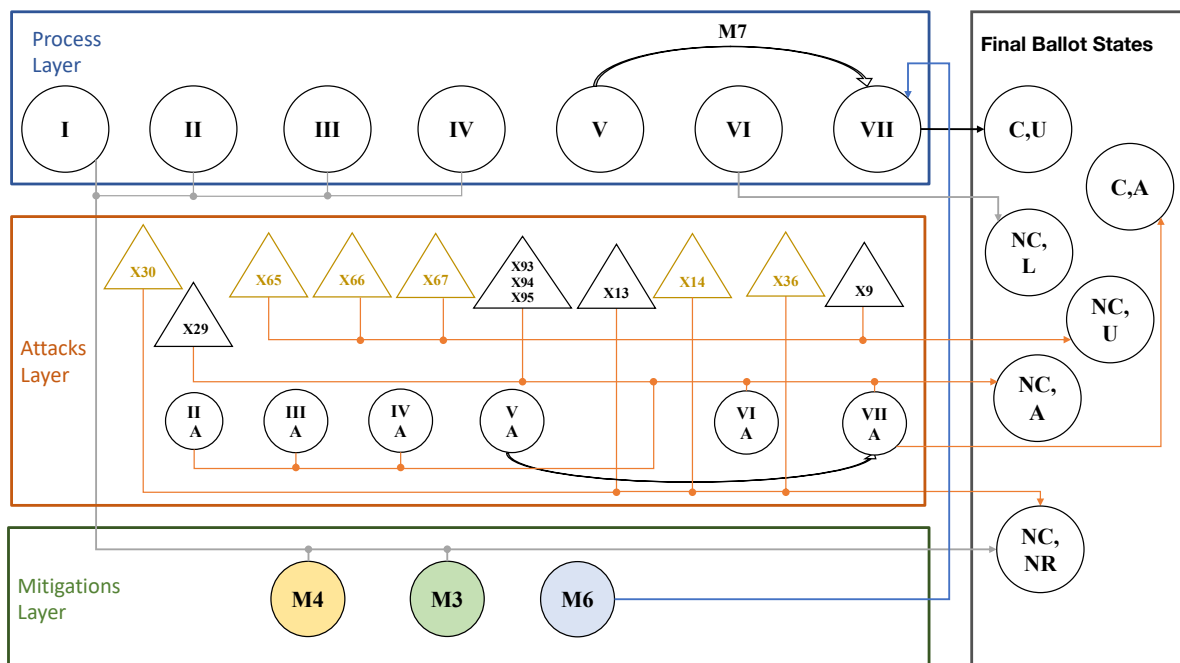 M7
Process
Layer
Final Ballot States
I
II
III
IV
V
VI
VII
C,U
C,A
NC,
L
X30
X65
X66
X67
X93
X94
X95
X13
X14
X36
X9
X29
NC,
U
Attacks
Layer
NC,
A
II
A
III
A
IV
A
V
A
VI
A
VII
A
NC,
NR
Mitigations
Layer
M4
M3
M6